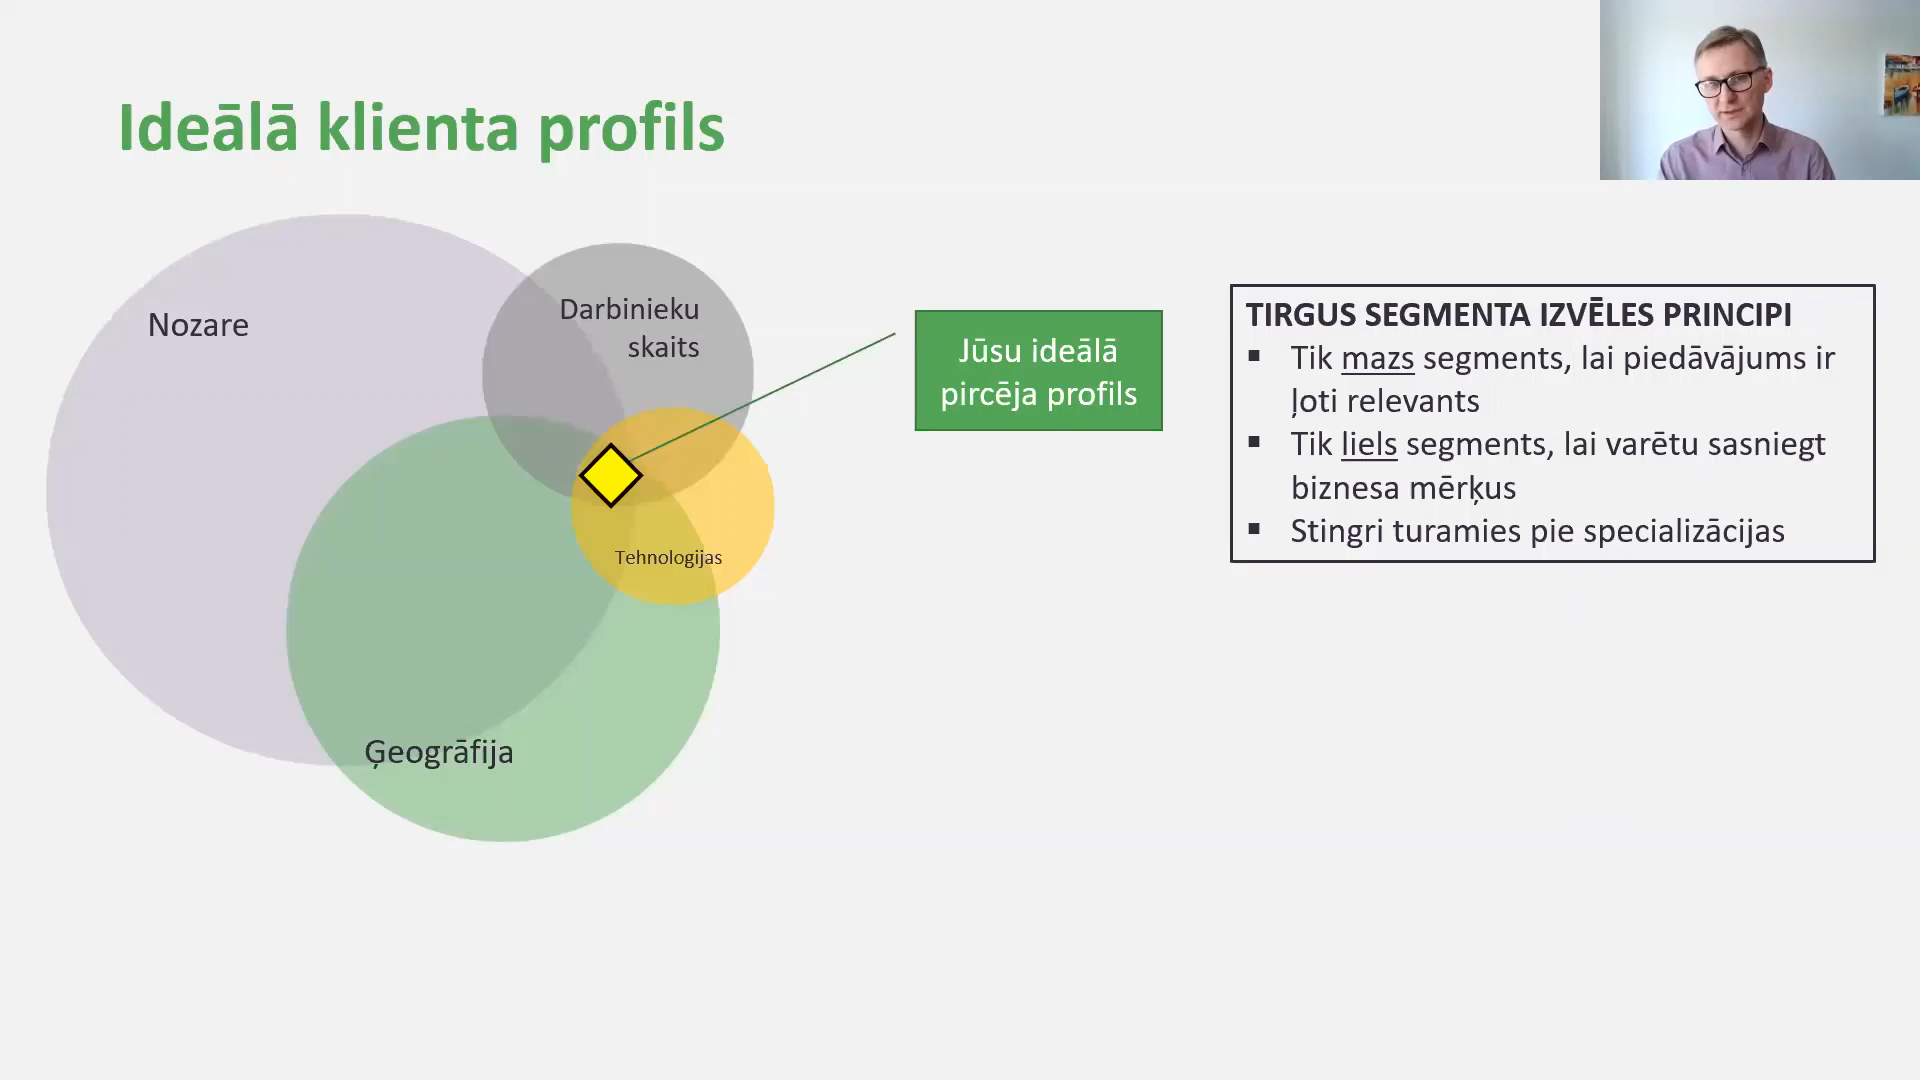 Ideālā klienta profils
Nozare
Darbinieku
skaits
Tehnologijas
Ģeogrāfija
Jūsu ideālā
pircēja profils
TIRGUS SEGMENTA IZVĒLES PRINCIPI
▪ Tik mazs segments, lai piedāvājums ir
ļoti relevants
▪ Tik liels segments, lai varētu sasniegt
biznesa mērķus
▪ Stingri turamies pie specializācijas